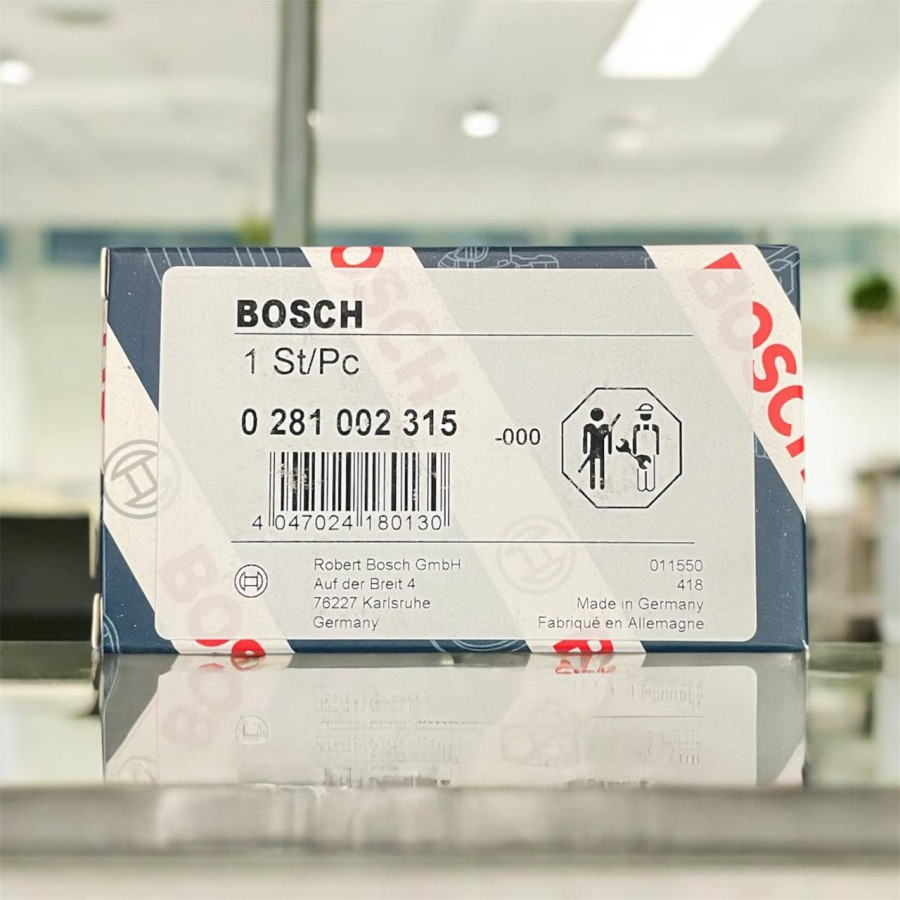 BOSCH
1 St/Pc
0 281 002 315
-000
4 047024 180130
Robert Bosch GmbH
Auf der Breit 4
76227 Karlsruhe
Germany
011550
418
Made in Germany
Fabriqué en Allemagne
BOSCH
BOSCH
OSCH